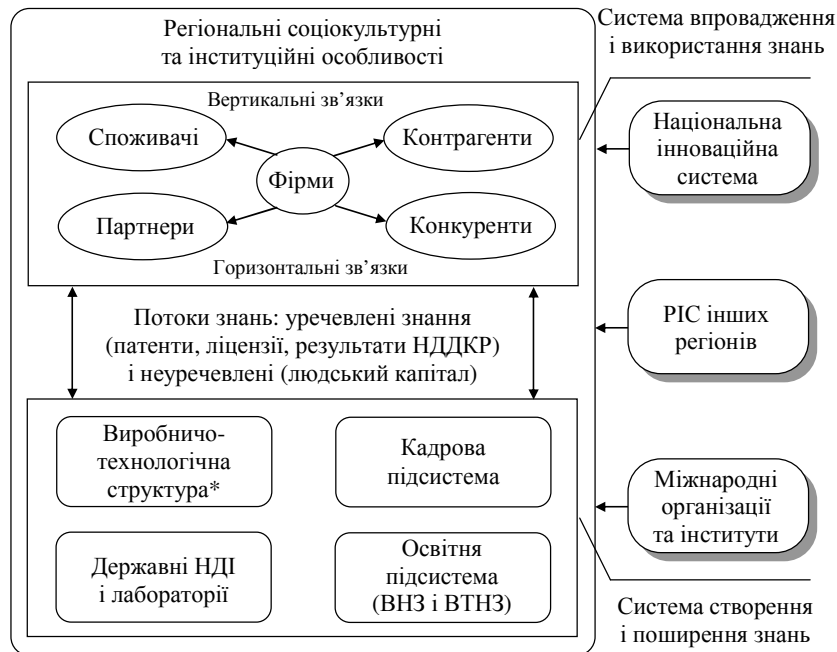 Регіональні соціокультурні
та інституційні особливості
Система впровадження
і використання знань
Вертикальні зв’язки
Споживачі
Контрагенти
Фірми
Партнери
Конкуренти
Горизонтальні зв’язки
Національна
інноваційна
система
Потоки знань: уречевлені знання
(патенти, ліцензії, результати НДДКР)
і неуречевлені (людський капітал)
РІС інших
регіонів
Виробничо-
технологічна
структура*
Кадрова
підсистема
Державні НДІ
і лабораторії
Освітня
підсистема
(ВНЗ і ВТНЗ)
Міжнародні
організації
та інститути
Система створення
і поширення знань